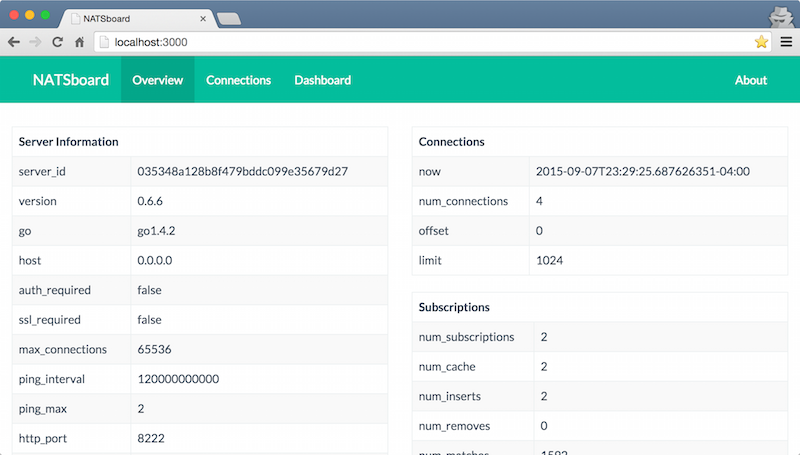 NATSboard
localhost:3000
NATSboard Overview Connections Dashboard About
Server Information
server_id 035348a128b8f479bddc099e35679d27
version 0.6.6
go go1.4.2
host 0.0.0.0
auth_required false
ssl_required false
max_connections 65536
ping_interval 120000000000
ping_max 2
http_port 8222
Connections
now 2015-09-07T23:29:25.687626351-04:00
num_connections 4
offset 0
limit 1024
Subscriptions
num_subscriptions 2
num_cache 2
num_inserts 2
num_removes 0
num_matches